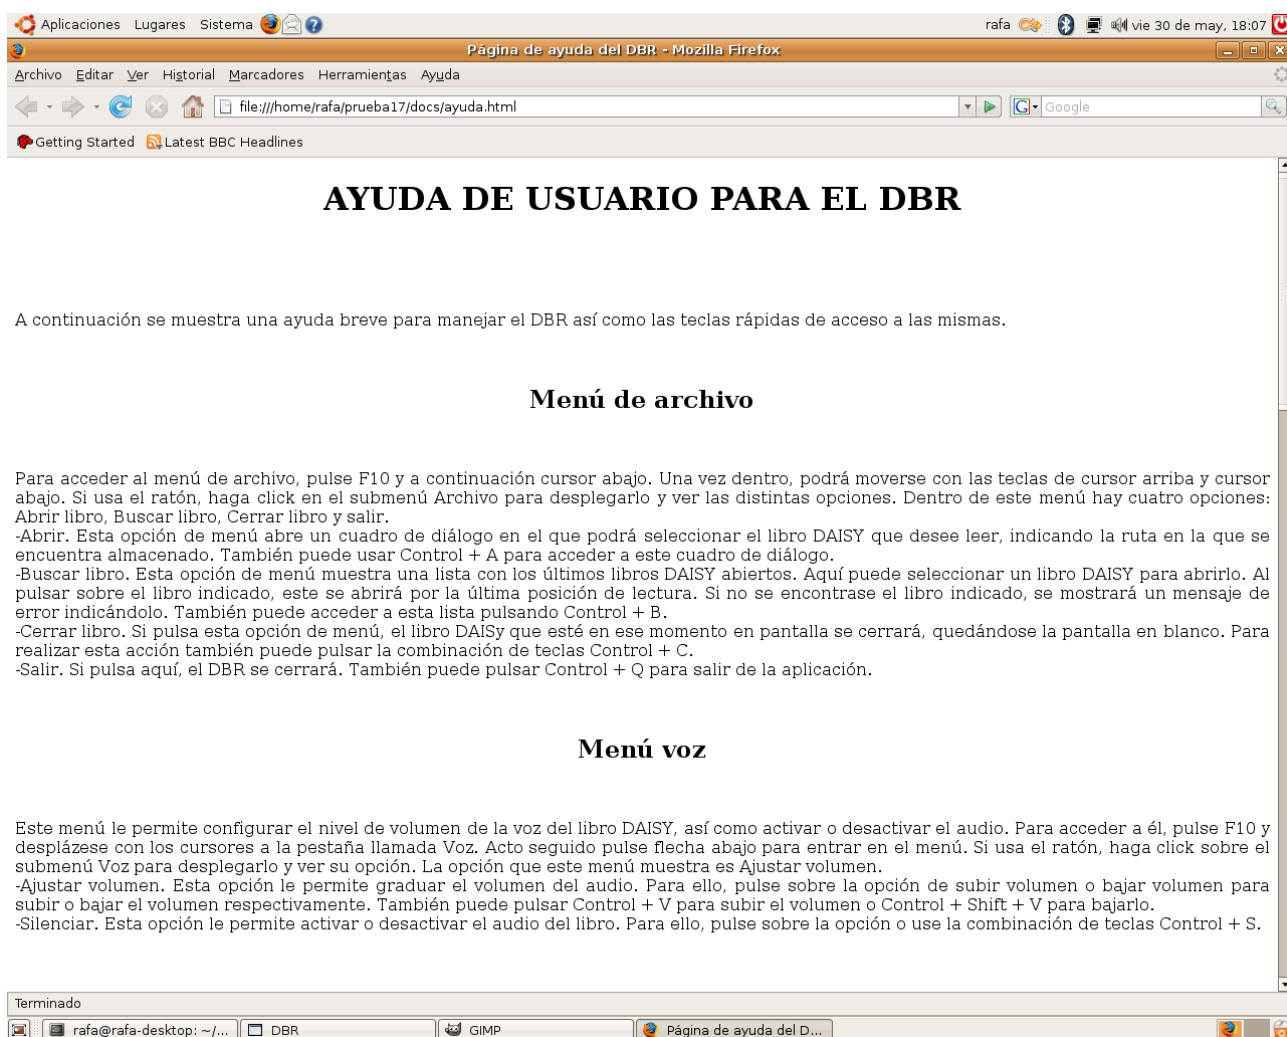 Aplicaciones Lugares Sistema rafa vie 30 de may, 18:07
Página de ayuda del DBR - Mozilla Firefox
Archivo Editar Ver Historial Marcadores Herramientas Ayuda
file:///home/rafa/prueba17/docs/ayuda.html G Google
Getting Started Latest BBC Headlines
AYUDA DE USUARIO PARA EL DBR
A continuación se muestra una ayuda breve para manejar el DBR así como las teclas rápidas de acceso a las mismas.
Menú de archivo
Para acceder al menú de archivo, pulse F10 y a continuación cursor abajo. Una vez dentro, podrá moverse con las teclas de cursor arriba y cursor
abajo. Si usa el ratón, haga click en el submenú Archivo para desplegarlo y ver las distintas opciones. Dentro de este menú hay cuatro opciones:
Abrir libro, Buscar libro, Cerrar libro y salir.
-Abrir. Esta opción de menú abre un cuadro de diálogo en el que podrá seleccionar el libro DAISY que desee leer, indicando la ruta en la que se
encuentra almacenado. También puede usar Control + A para acceder a este cuadro de diálogo.
-Buscar libro. Esta opción de menú muestra una lista con los últimos libros DAISY abiertos. Aquí puede seleccionar un libro DAISY para abrirlo. Al
pulsar sobre el libro indicado, este se abrirá por la última posición de lectura. Si no se encontrase el libro indicado, se mostrará un mensaje de
error indicándolo. También puede acceder a esta lista pulsando Control + B.
-Cerrar libro. Si pulsa esta opción de menú, el libro DAISy que esté en ese momento en pantalla se cerrará, quedándose la pantalla en blanco. Para
realizar esta acción también puede pulsar la combinación de teclas Control + C.
-Salir. Si pulsa aquí, el DBR se cerrará. También puede pulsar Control + Q para salir de la aplicación.
Menú voz
Este menú le permite configurar el nivel de volumen de la voz del libro DAISY, así como activar o desactivar el audio. Para acceder a él, pulse F10 y
desplázese con los cursores a la pestaña llamada Voz. Acto seguido pulse flecha abajo para entrar en el menú. Si usa el ratón, haga click sobre el
submenú Voz para desplegarlo y ver su opción. La opción que este menú muestra es Ajustar volumen.
-Ajustar volumen. Esta opción le permite graduar el volumen del audio. Para ello, pulse sobre la opción de subir volumen o bajar volumen para
subir o bajar el volumen respectivamente. También puede pulsar Control + V para subir el volumen o Control + Shift + V para bajarlo.
-Silenciar. Esta opción le permite activar o desactivar el audio del libro. Para ello, pulse sobre la opción o use la combinación de teclas Control + S.
Terminado
rafa@rafa-desktop: ~/... DBR GIMP Página de ayuda del D...